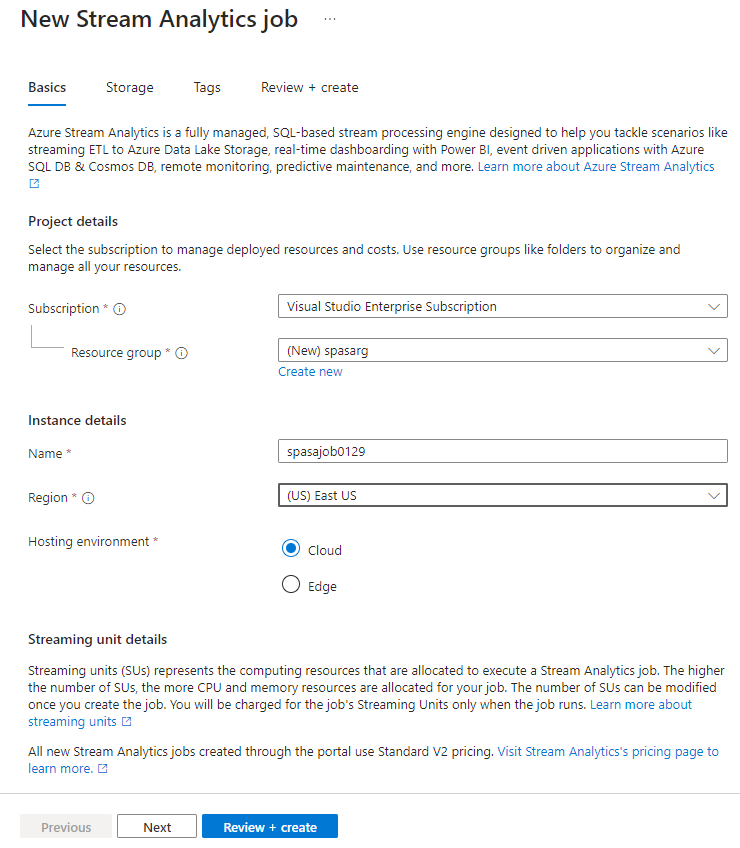 New Stream Analytics job ...
Basics Storage Tags Review + create
Azure Stream Analytics is a fully managed, SQL-based stream processing engine designed to help you tackle scenarios like
streaming ETL to Azure Data Lake Storage, real-time dashboarding with Power BI, event driven applications with Azure
SQL DB & Cosmos DB, remote monitoring, predictive maintenance, and more. Learn more about Azure Stream Analytics
Project details
Select the subscription to manage deployed resources and costs. Use resource groups like folders to organize and
manage all your resources.
Subscription * Visual Studio Enterprise Subscription
Resource group * (New) spasarg
Create new
Instance details
Name * spasajob0129
Region * (US) East US
Hosting environment *
Cloud
Edge
Streaming unit details
Streaming units (SUs) represents the computing resources that are allocated to execute a Stream Analytics job. The higher
the number of SUs, the more CPU and memory resources are allocated for your job. The number of SUs can be modified
once you create the job. You will be charged for the job's Streaming Units only when the job runs. Learn more about
streaming units
All new Stream Analytics jobs created through the portal use Standard V2 pricing. Visit Stream Analytics's pricing page to
learn more.
Previous Next Review + create